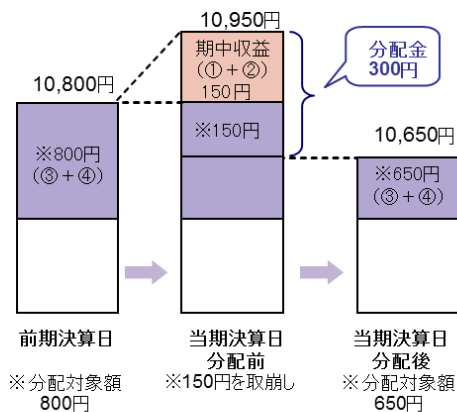 10,950円
期中収益
(①+②)
150円
分配金
300円
10,800円
※150円
10,650円
※800円
(③+④)
※650円
(③+④)
前期決算日
※分配対象額
800円
当期決算日
分配前
※150円を取崩し
当期決算日
分配後
※分配対象額
650円